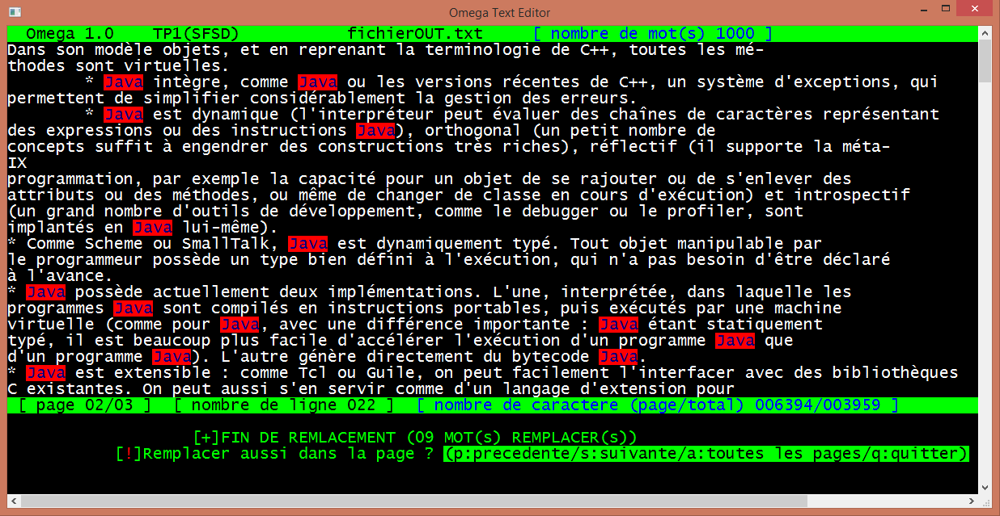 Omega Text Editor
Omega 1.0 TP1(SFSD) fichierOUT.txt [ nombre de mot(s) 1000 ]
Dans son modèle objets, et en reprenant la terminologie de C++, toutes les mé-
thodes sont virtuelles.
* Java intègre, comme Java ou les versions récentes de C++, un système d'exceptions, qui
permettent de simplifier considérablement la gestion des erreurs.
* Java est dynamique (l'interpréteur peut évaluer des chaînes de caractères représentant
des expressions ou des instructions Java), orthogonal (un petit nombre de
concepts suffit à engendrer des constructions très riches), réflectif (il supporte la méta-
IX
programmation, par exemple la capacité pour un objet de se rajouter ou de s'enlever des
attributs ou des méthodes, ou même de changer de classe en cours d'exécution) et introspectif
(un grand nombre d'outils de développement, comme le debugger ou le profiler, sont
implantés en Java lui-même).
* Comme Scheme ou SmallTalk, Java est dynamiquement typé. Tout objet manipulable par
le programmeur possède un type bien défini à l'exécution, qui n'a pas besoin d'être déclaré
à l'avance.
* Java possède actuellement deux implémentations. L'une, interprétée, dans laquelle les
programmes Java sont compilés en instructions portables, puis exécutés par une machine
virtuelle (comme pour Java, avec une différence importante : Java étant statiquement
typé, il est beaucoup plus facile d'accélérer l'exécution d'un programme Java que
d'un programme Java). L'autre génère directement du bytecode Java.
* Java est extensible : comme Tcl ou Guile, on peut facilement l'interfacer avec des bibliothèques
C existantes. On peut aussi s'en servir comme d'un langage d'extension pour
[ page 02/03 ] [ nombre de ligne 022 ] [ nombre de caractere (page/total) 006394/003959 ]
[+]FIN DE REMLACEMENT (09 MOT(s) REMPLACER(s))
[!]Remplacer aussi dans la page ? (p:precedente/s:suivante/a:toutes les pages/q:quitter)